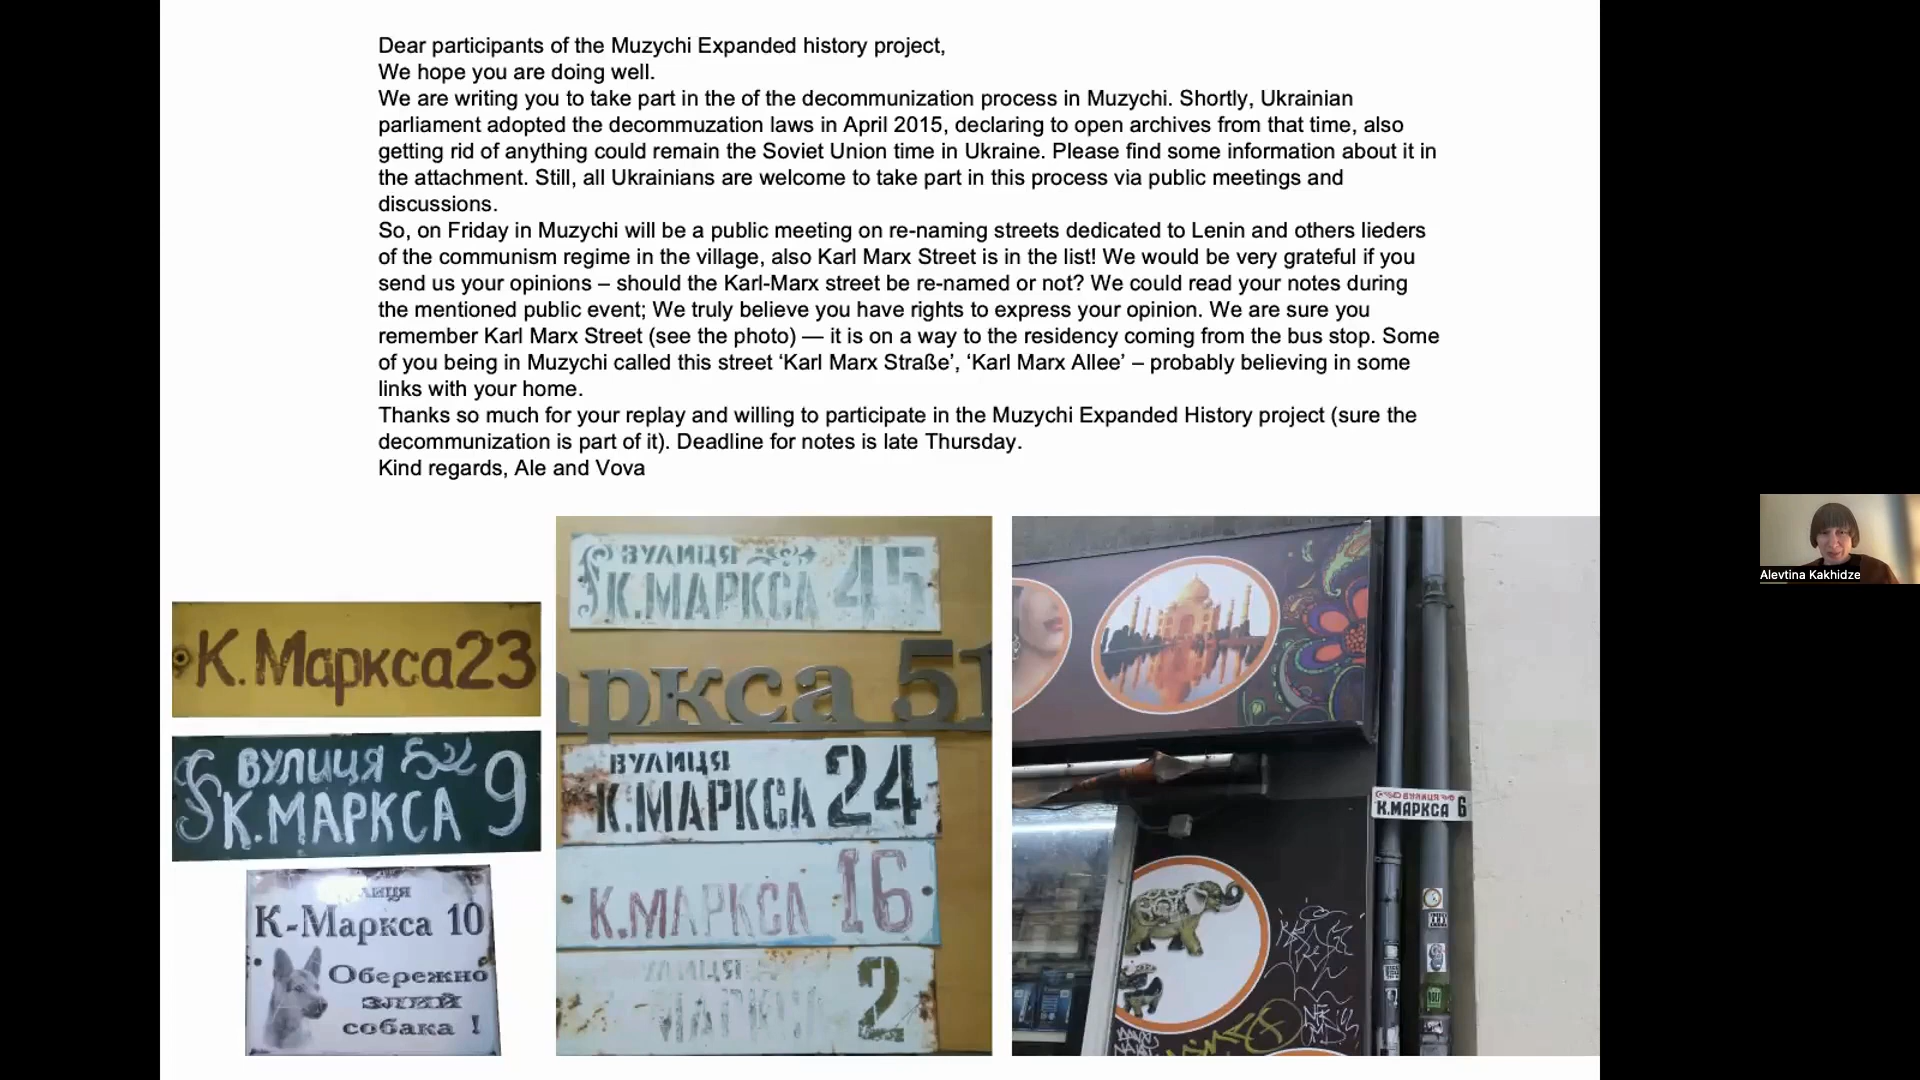 Dear participants of the Muzychi Expanded history project,
We hope you are doing well.
We are writing you to take part in the of the decommunization process in Muzychi. Shortly, Ukrainian
parliament adopted the decommuzation laws in April 2015, declaring to open archives from that time, also
getting rid of anything could remain the Soviet Union time in Ukraine. Please find some information about it in
the attachment. Still, all Ukrainians are welcome to take part in this process via public meetings and
discussions.
So, on Friday in Muzychi will be a public meeting on re-naming streets dedicated to Lenin and others lieders
of the communism regime in the village, also Karl Marx Street is in the list! We would be very grateful if you
send us your opinions – should the Karl-Marx street be re-named or not? We could read your notes during
the mentioned public event; We truly believe you have rights to express your opinion. We are sure you
remember Karl Marx Street (see the photo) — it is on a way to the residency coming from the bus stop. Some
of you being in Muzychi called this street ‘Karl Marx Straße’, ‘Karl Marx Allee’ – probably believing in some
links with your home.
Thanks so much for your replay and willing to participate in the Muzychi Expanded History project (sure the
decommunization is part of it). Deadline for notes is late Thursday.
Kind regards, Ale and Vova
К.Маркса 23
ВУЛИЦЯ
К.МАРКСА 9
К-Маркса 10
Обережно
злий
собака !
ВУЛИЦЯ
К.МАРКСА 45
аркса 51
ВУЛИЦЯ
К.МАРКСА 24
К.МАРКСА 16
ВУЛИЦЯ
МАРКСА 2
ВУЛИЦЯ
К.МАРКСА 6
Alevtina Kakhidze